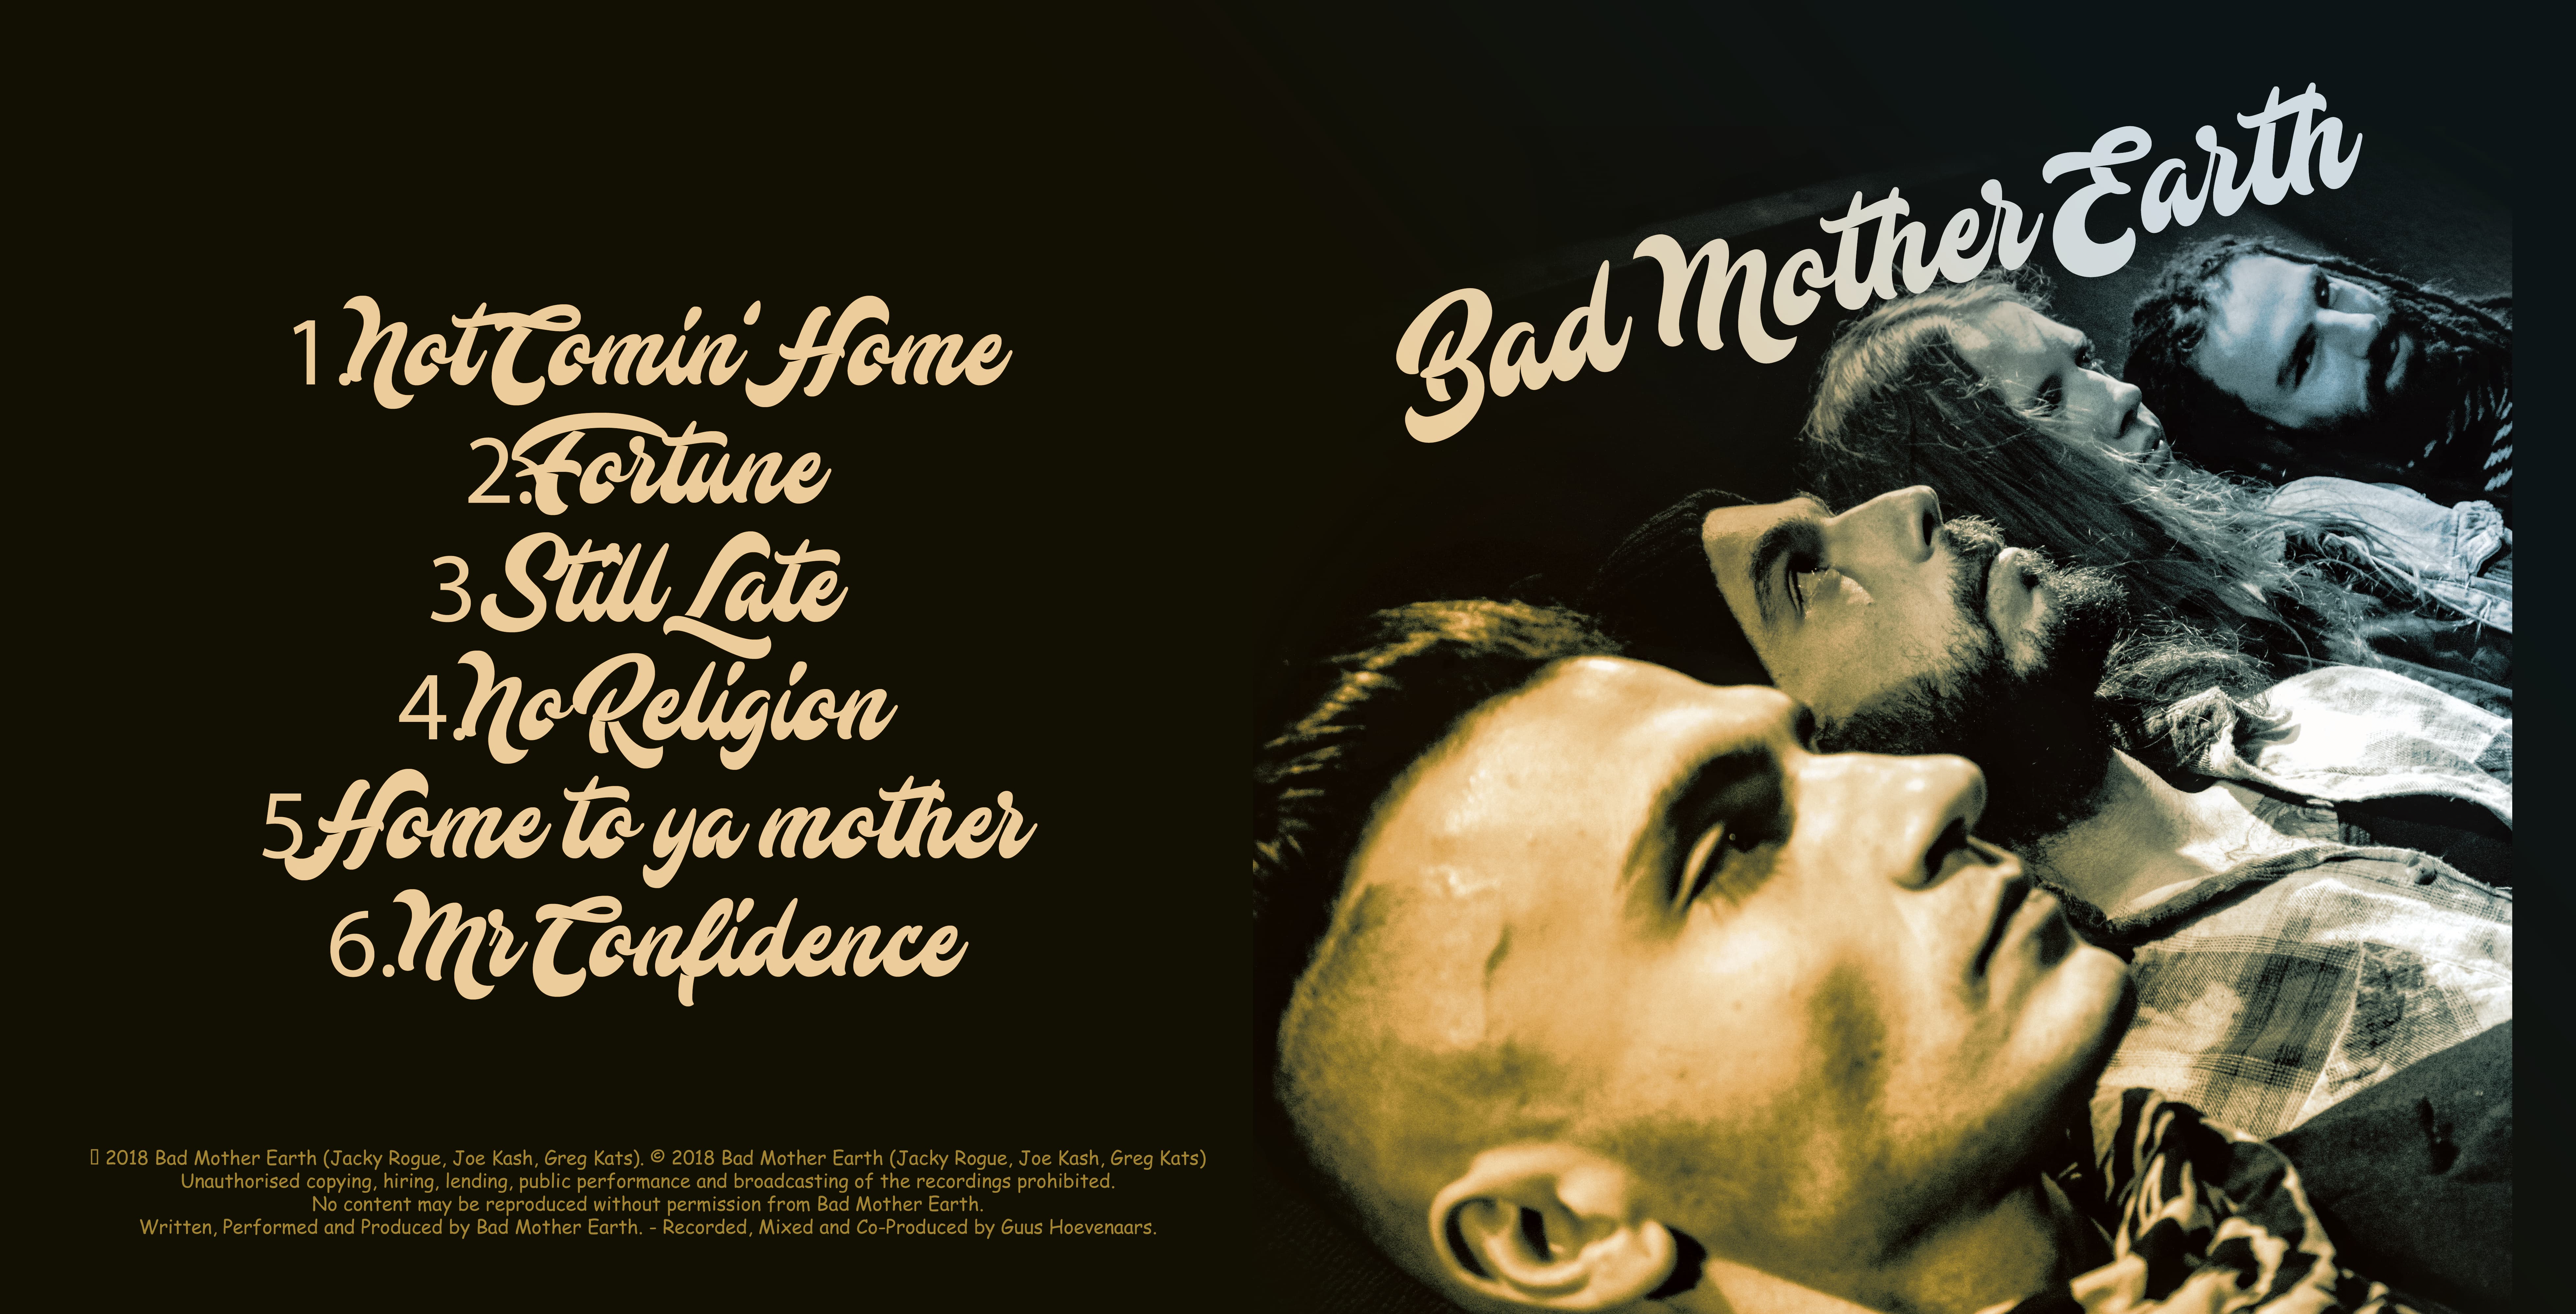 1.Not Comin' Home
2.Fortune
3.Still Late
4.No Religion
5.Home to ya mother
6.Mr Confidence
2018 Bad Mother Earth (Jacky Rogue, Joe Kash, Greg Kats). © 2018 Bad Mother Earth (Jacky Rogue, Joe Kash, Greg Kats)
Unauthorised copying, hiring, lending, public performance and broadcasting of the recordings prohibited.
No content may be reproduced without permission from Bad Mother Earth.
Written, Performed and Produced by Bad Mother Earth. - Recorded, Mixed and Co-Produced by Guus Hoevenaars.
Bad Mother Earth